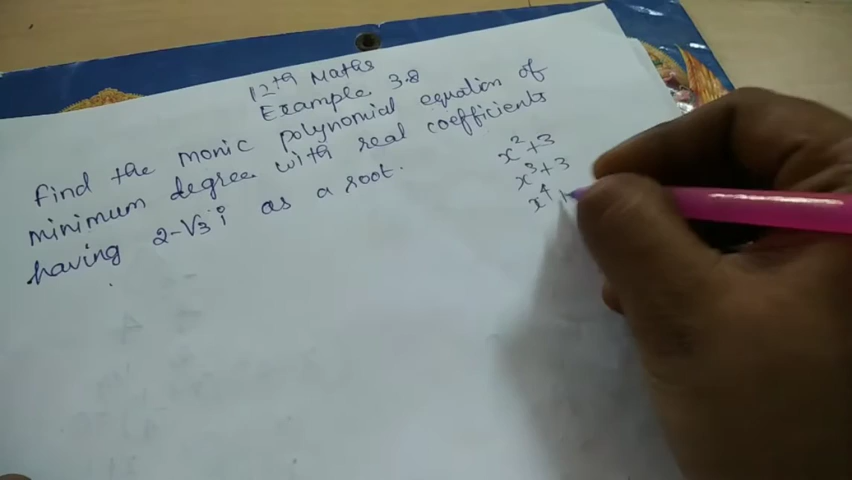 12th Maths
Example 3.8
Find the monic polynomial equation of
minimum degree with real coefficients
having 2-√3i as a root.
x²+3
x³+3
x⁴+